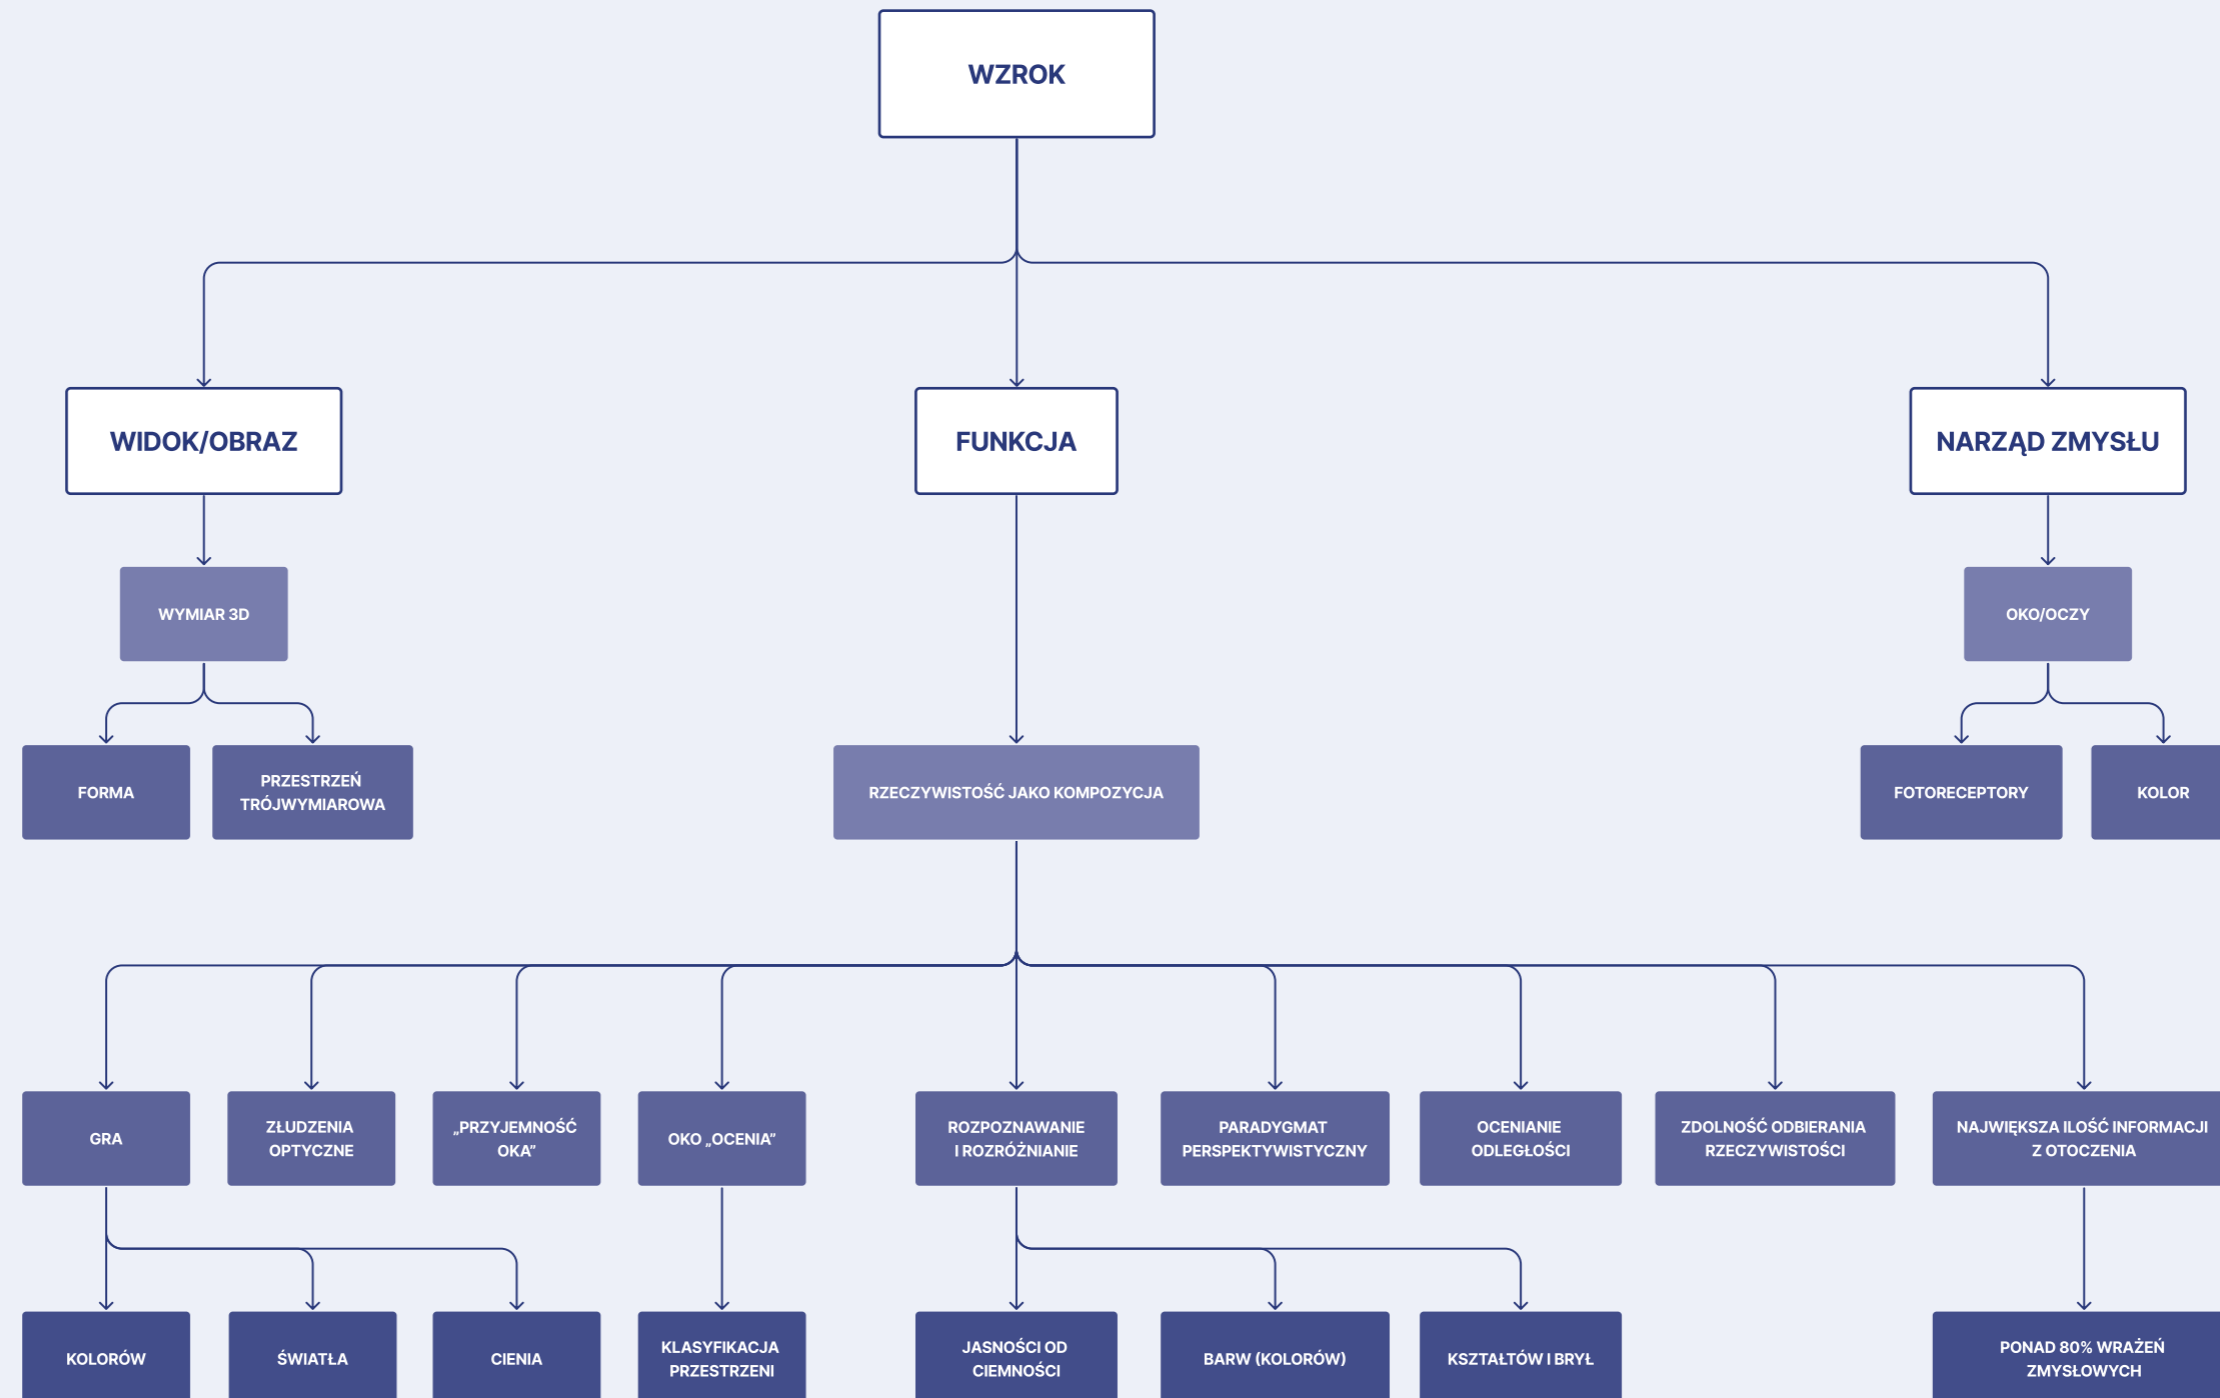 WZROK
WIDOK/OBRAZ
FUNKCJA
NARZĄD ZMYSŁU
WYMIAR 3D
OKO/OCZY
FORMA
PRZESTRZEŃ
TRÓJWYMIAROWA
RZECZYWISTOŚĆ JAKO KOMPOZYCJA
FOTORECEPTORY
KOLOR
GRA
ZŁUDZENIA
OPTYCZNE
„PRZYJEMNOŚĆ
OKA”
OKO „OCENIA”
ROZPOZNAWANIE
I ROZRÓŻNIANIE
PARADYGMAT
PERSPEKTYWISTYCZNY
OCENIANIE
ODLEGŁOŚCI
ZDOLNOŚĆ ODBIERANIA
RZECZYWISTOŚCI
NAJWIĘKSZA ILOŚĆ INFORMACJI
Z OTOCZENIA
KOLORÓW
ŚWIATŁA
CIENIA
KLASYFIKACJA
PRZESTRZENI
JASNOŚCI OD
CIEMNOŚCI
BARW (KOLORÓW)
KSZTAŁTÓW I BRYŁ
PONAD 80% WRAŻEŃ
ZMYSŁOWYCH